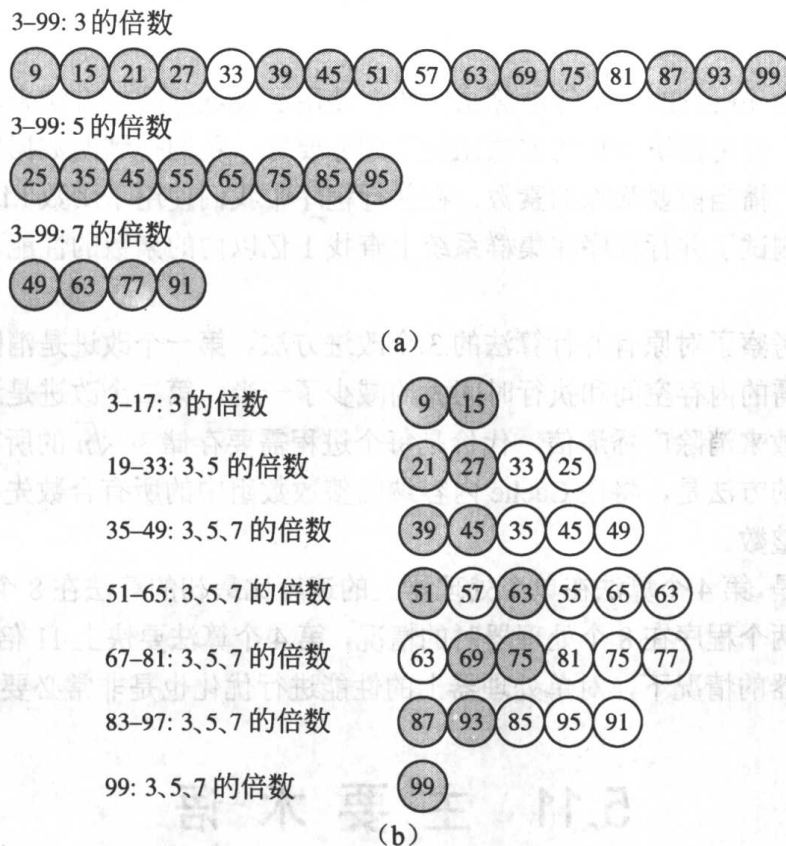 3–99: 3的倍数
9 15 21 27 33 39 45 51 57 63 69 75 81 87 93 99
3–99: 5的倍数
25 35 45 55 65 75 85 95
3–99: 7的倍数
49 63 77 91
(a)
3–17: 3的倍数 9 15
19–33: 3、5 的倍数 21 27 33 25
35–49: 3、5、7 的倍数 39 45 35 45 49
51–65: 3、5、7 的倍数 51 57 63 55 65 63
67–81: 3、5、7 的倍数 63 69 75 81 75 77
83–97: 3、5、7 的倍数 87 93 85 95 91
99: 3、5、7 的倍数 99
(b)